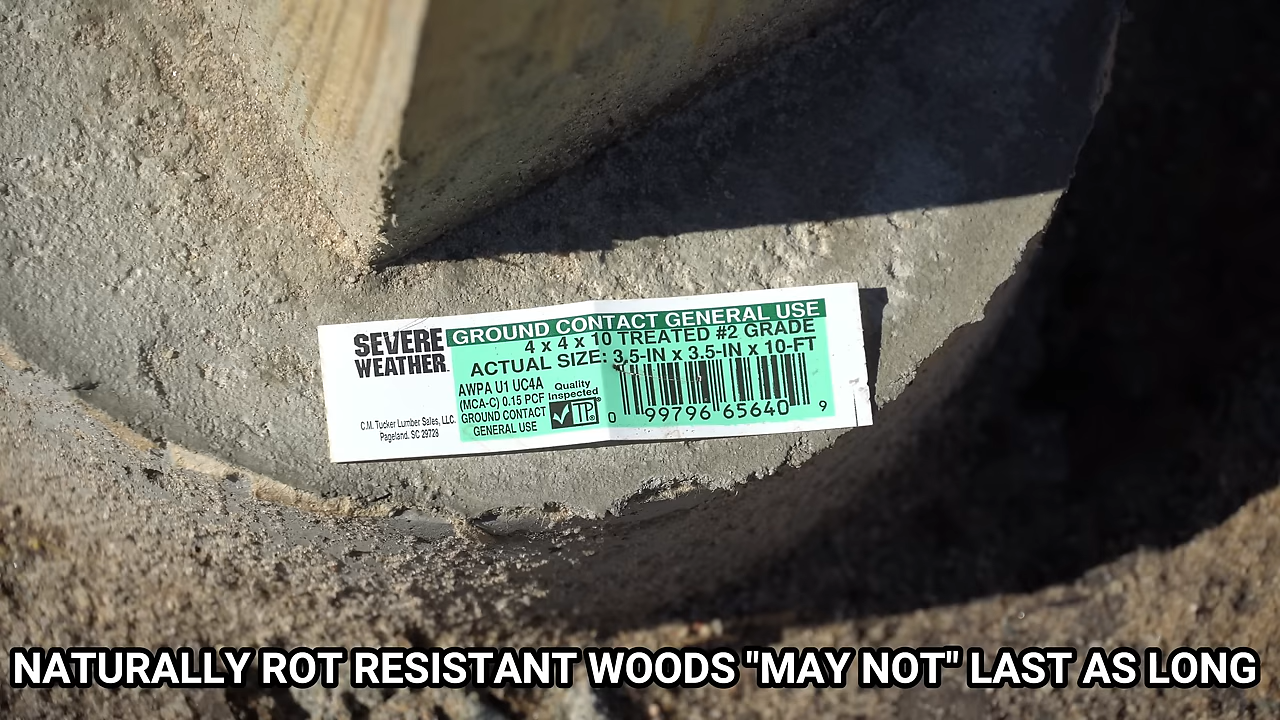 SEVERE
WEATHER.
GROUND CONTACT GENERAL USE
4 x 4 x 10 TREATED #2 GRADE
ACTUAL SIZE: 3.5-IN x 3.5-IN x 10-FT
AWPA U1 UC4A
(MCA-C) 0.15 PCF
GROUND CONTACT
GENERAL USE
Quality
Inspected
TPI®
0 99796 65640 9
C.M. Tucker Lumber Sales, LLC.
Pageland, SC 29728
NATURALLY ROT RESISTANT WOODS "MAY NOT" LAST AS LONG